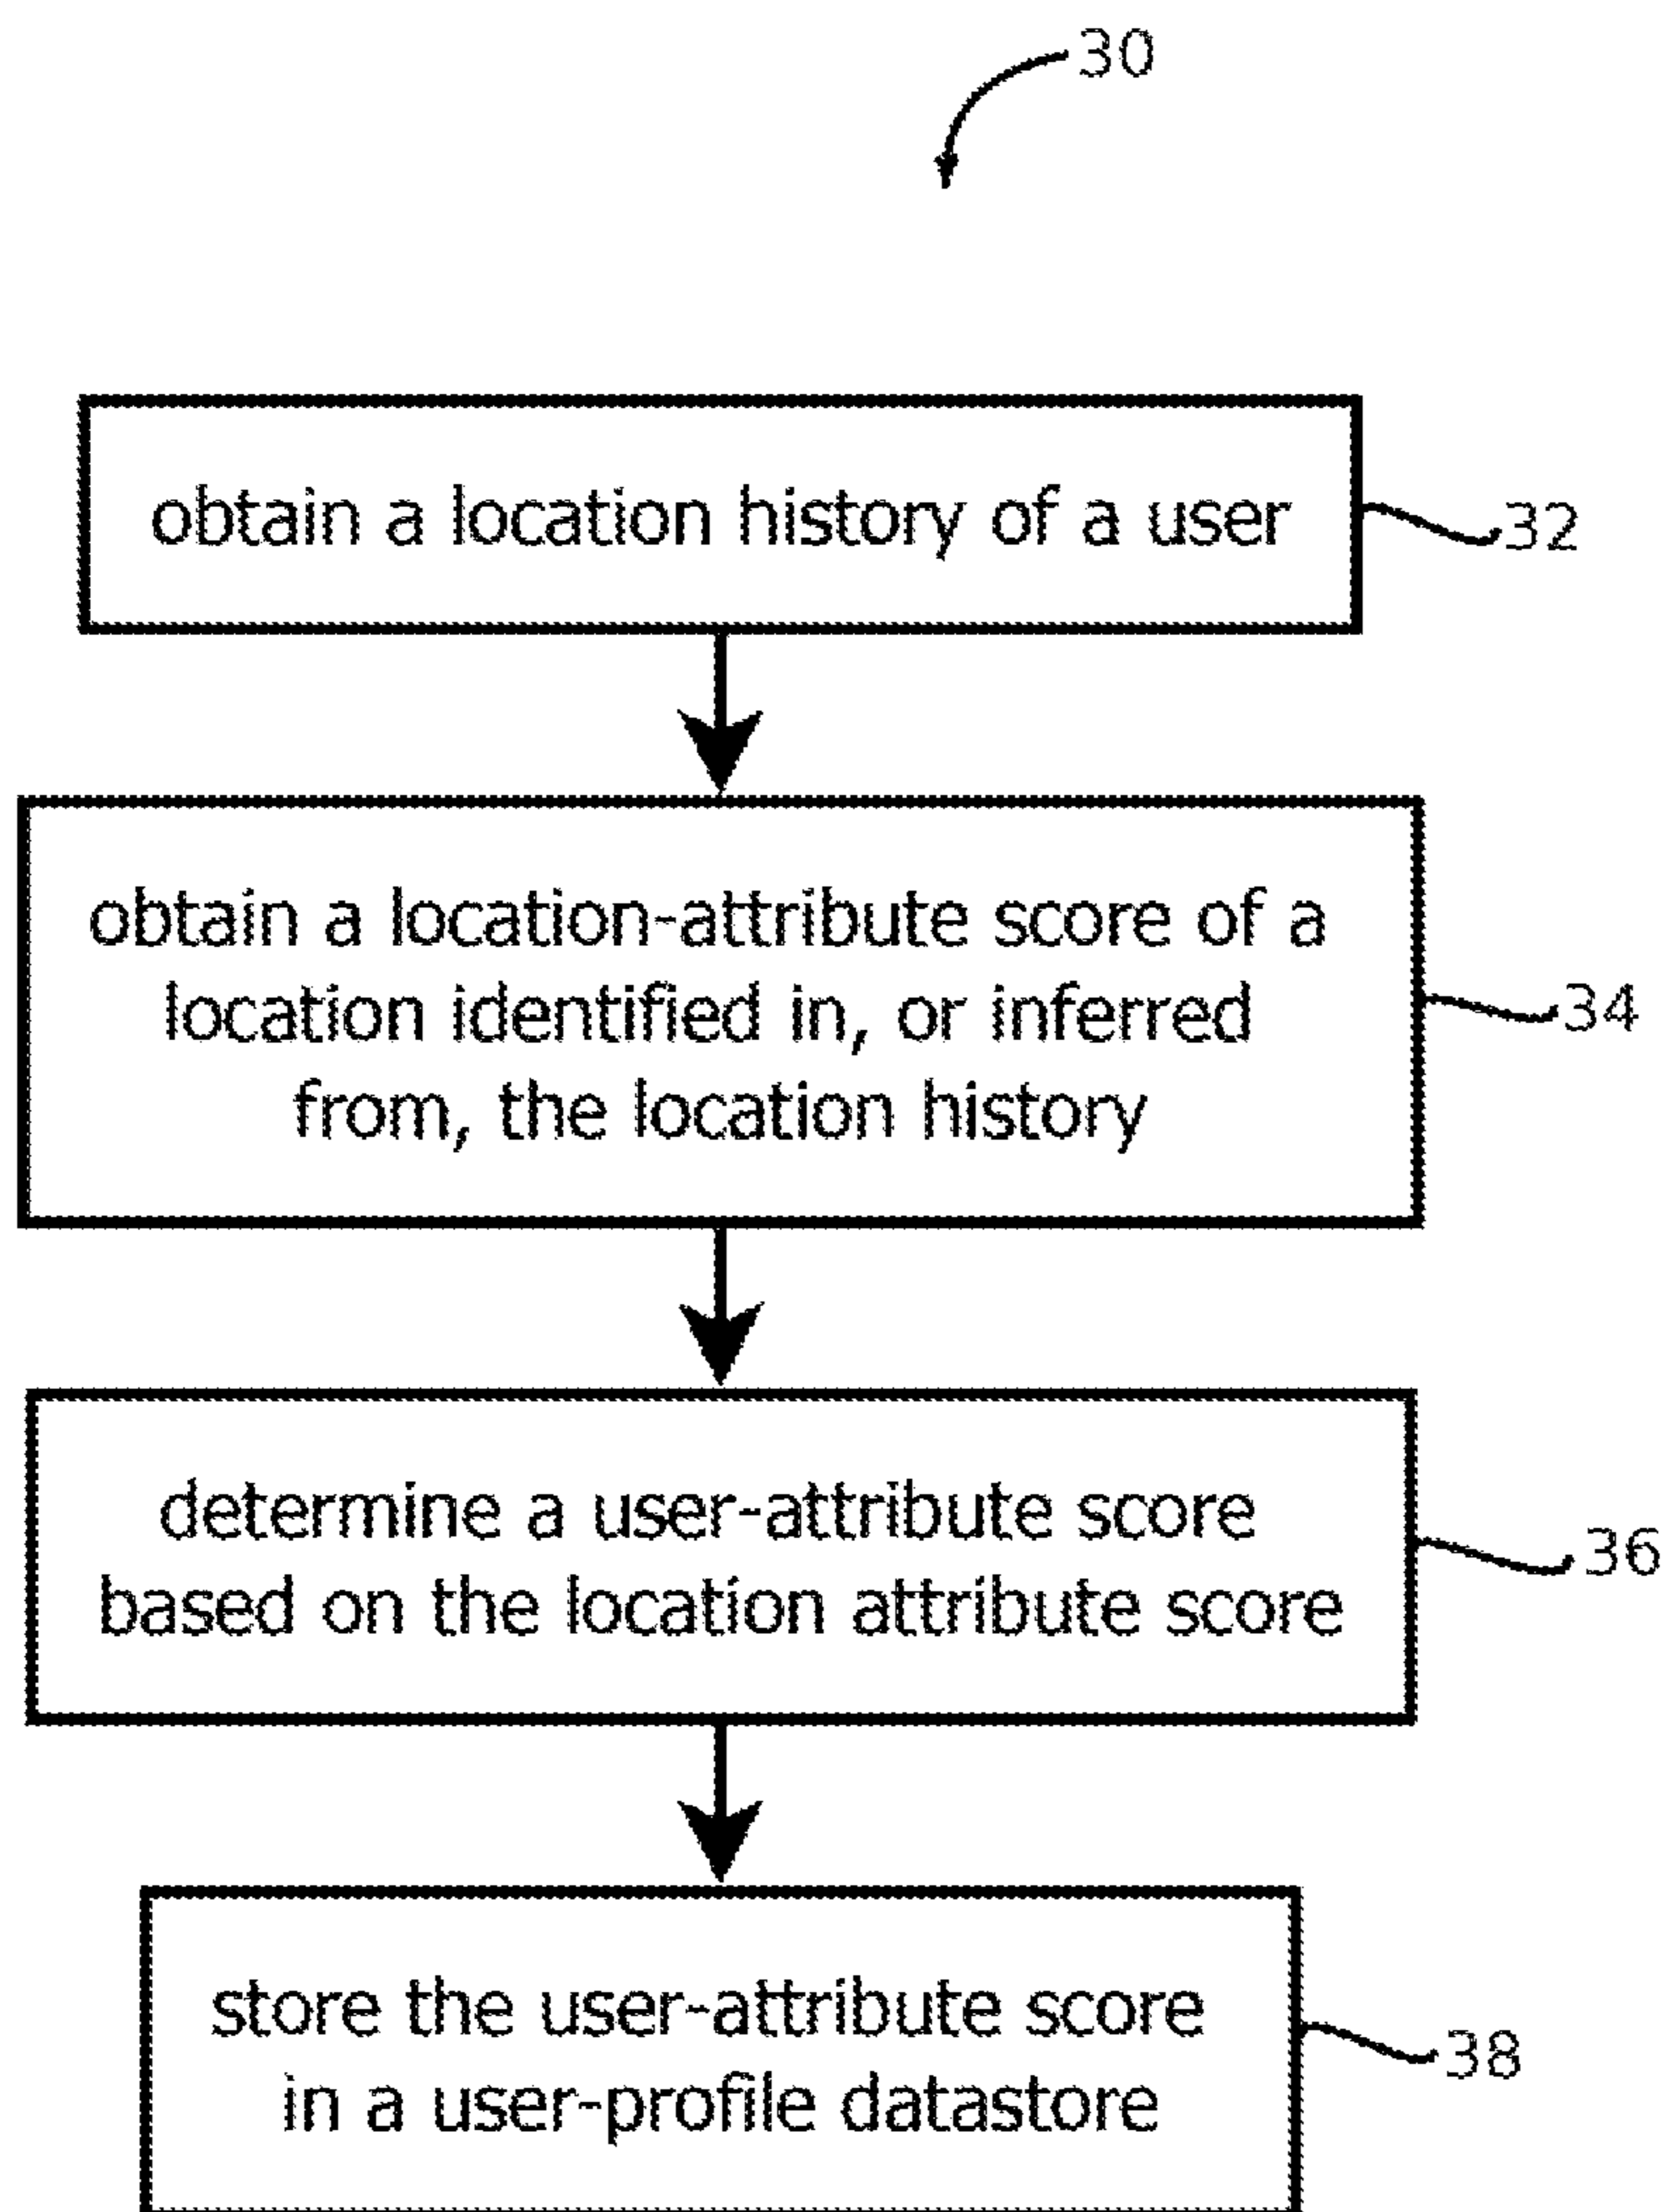 30
obtain a location history of a user
32
obtain a location-attribute score of a
location identified in, or inferred
from, the location history
34
determine a user-attribute score
based on the location attribute score
36
store the user-attribute score
in a user-profile datastore
38